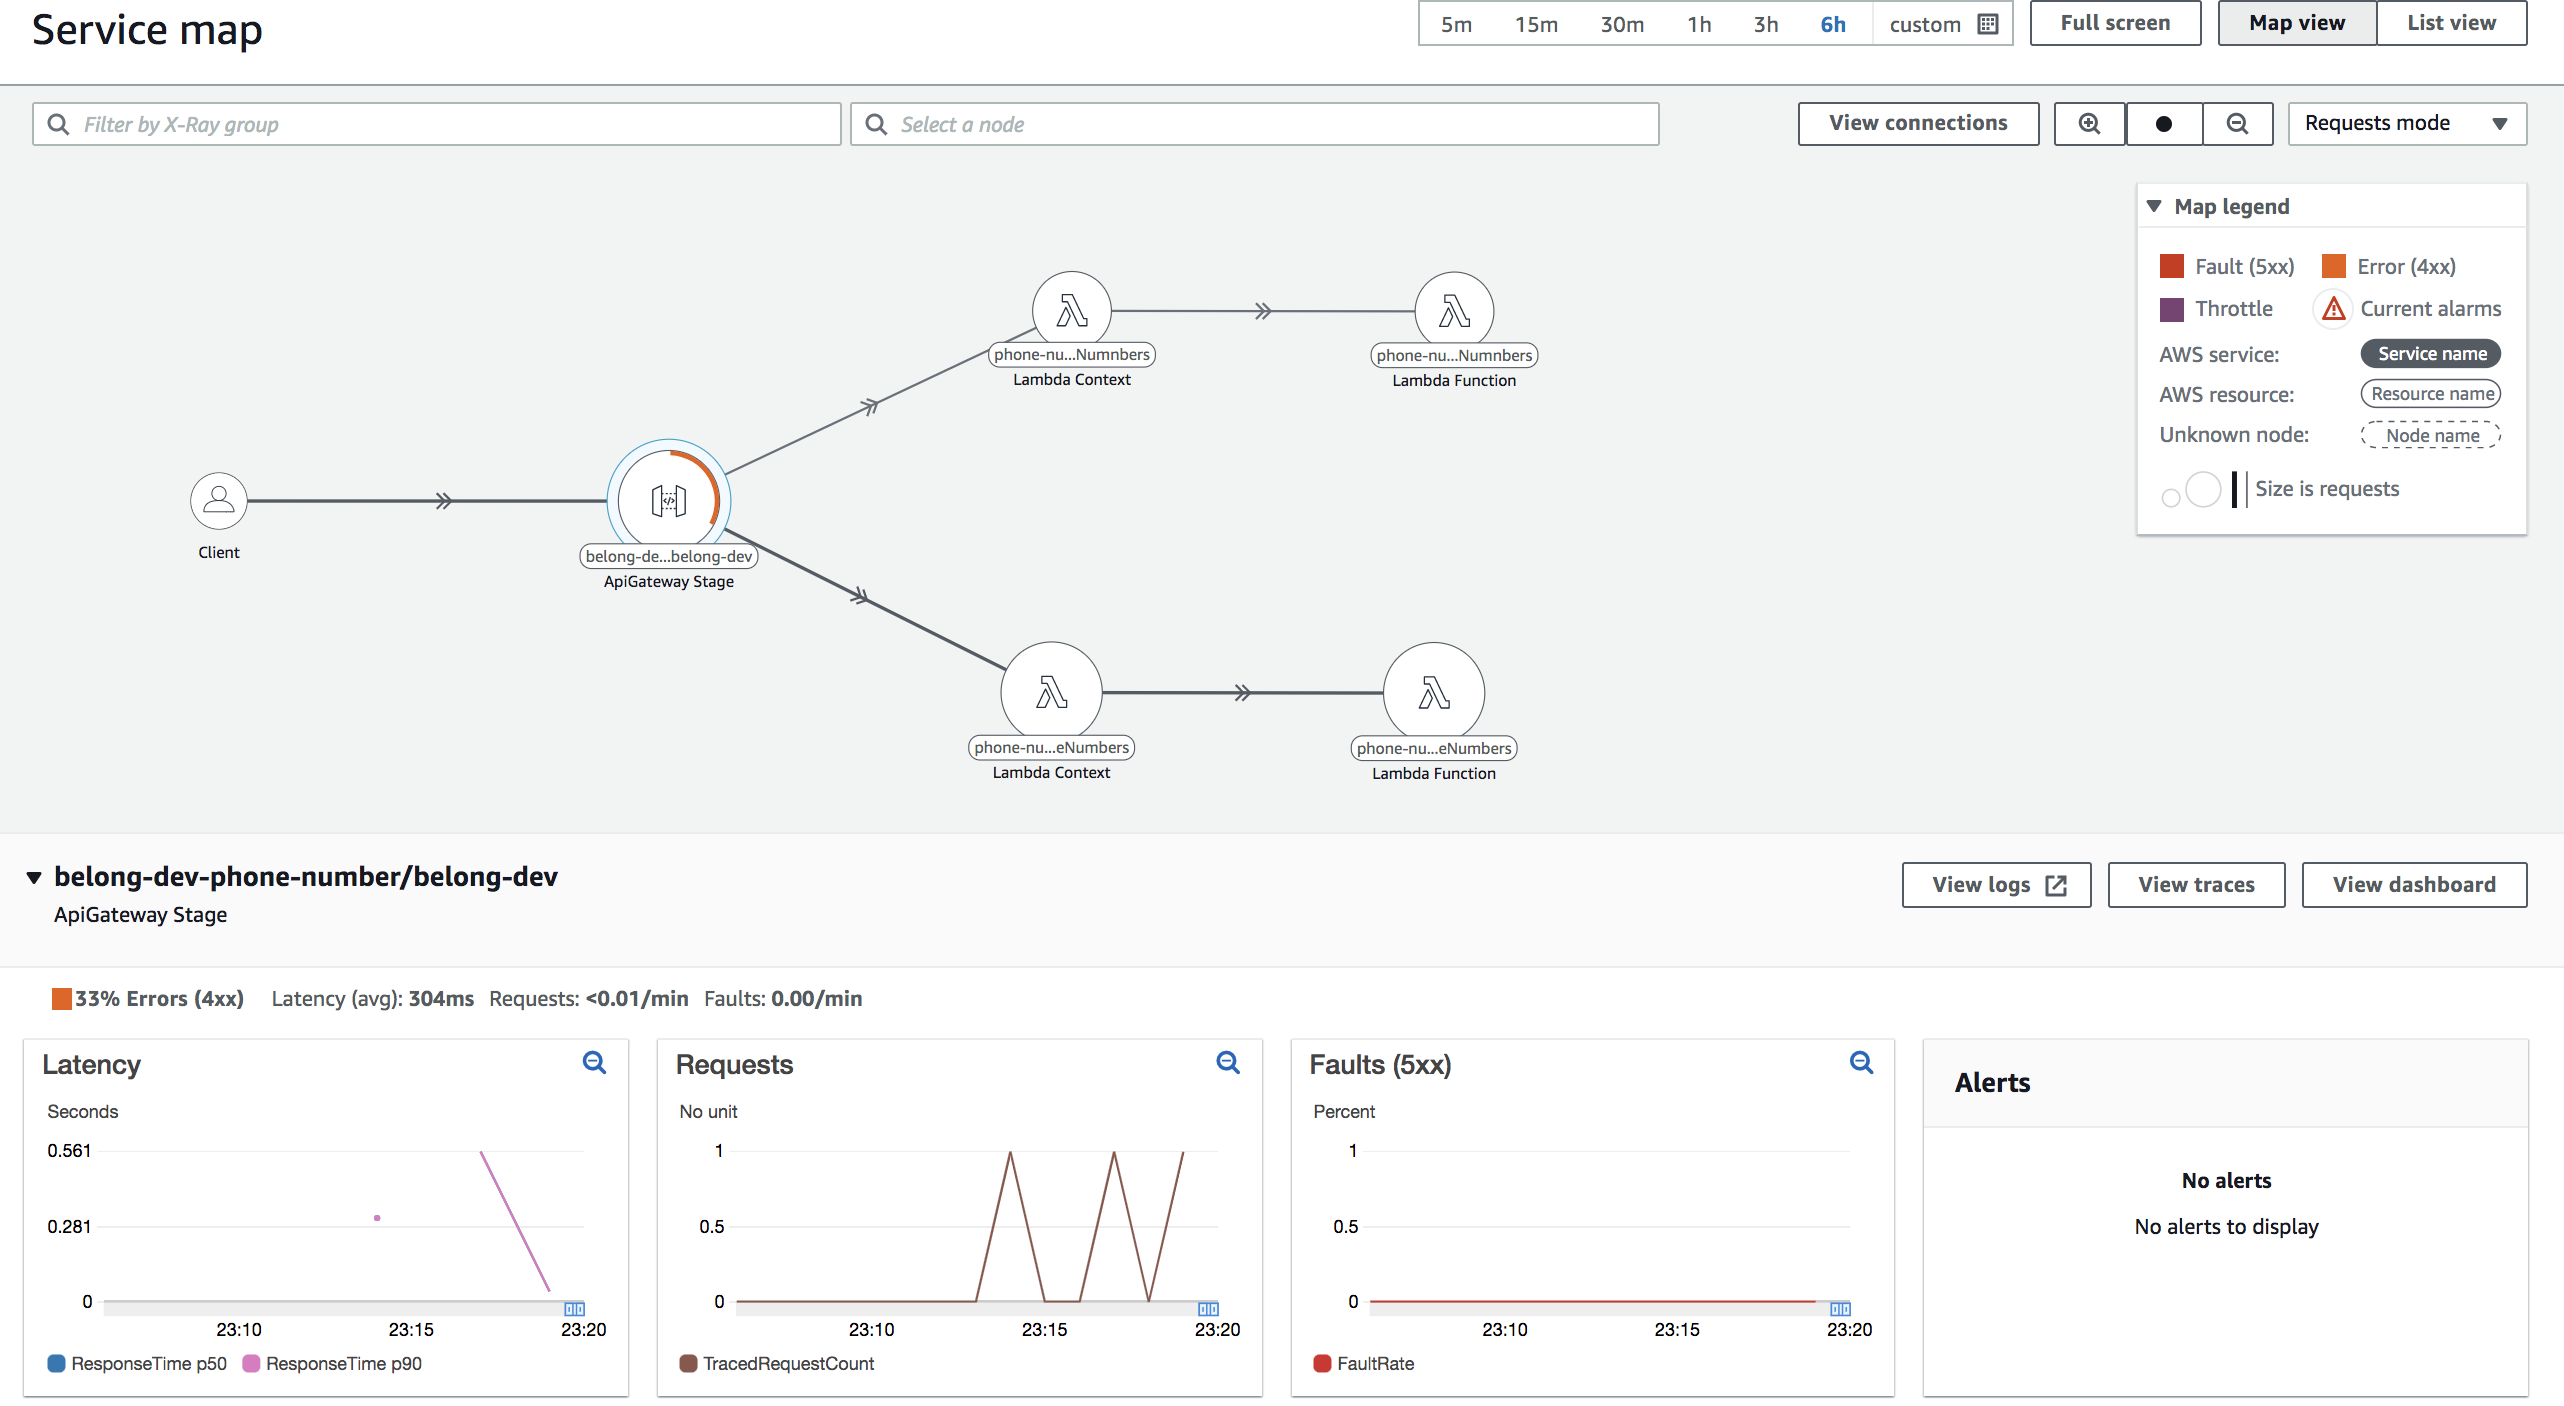 Service map
5m 15m 30m 1h 3h 6h custom
Full screen
Map view List view
Filter by X-Ray group
Select a node
View connections
Requests mode
Map legend
Fault (5xx) Error (4xx)
Throttle Current alarms
AWS service: Service name
AWS resource: Resource name
Unknown node: Node name
Size is requests
phone-nu...Numnbers
Lambda Context
phone-nu...Numnbers
Lambda Function
Client
belong-de...belong-dev
ApiGateway Stage
phone-nu...eNumbers
Lambda Context
phone-nu...eNumbers
Lambda Function
belong-dev-phone-number/belong-dev
ApiGateway Stage
View logs
View traces
View dashboard
33% Errors (4xx) Latency (avg): 304ms Requests: <0.01/min Faults: 0.00/min
Latency
Seconds
0.561
0.281
0
23:10 23:15 23:20
ResponseTime p50 ResponseTime p90
Requests
No unit
1
0.5
0
23:10 23:15 23:20
TracedRequestCount
Faults (5xx)
Percent
1
0.5
0
23:10 23:15 23:20
FaultRate
Alerts
No alerts
No alerts to display